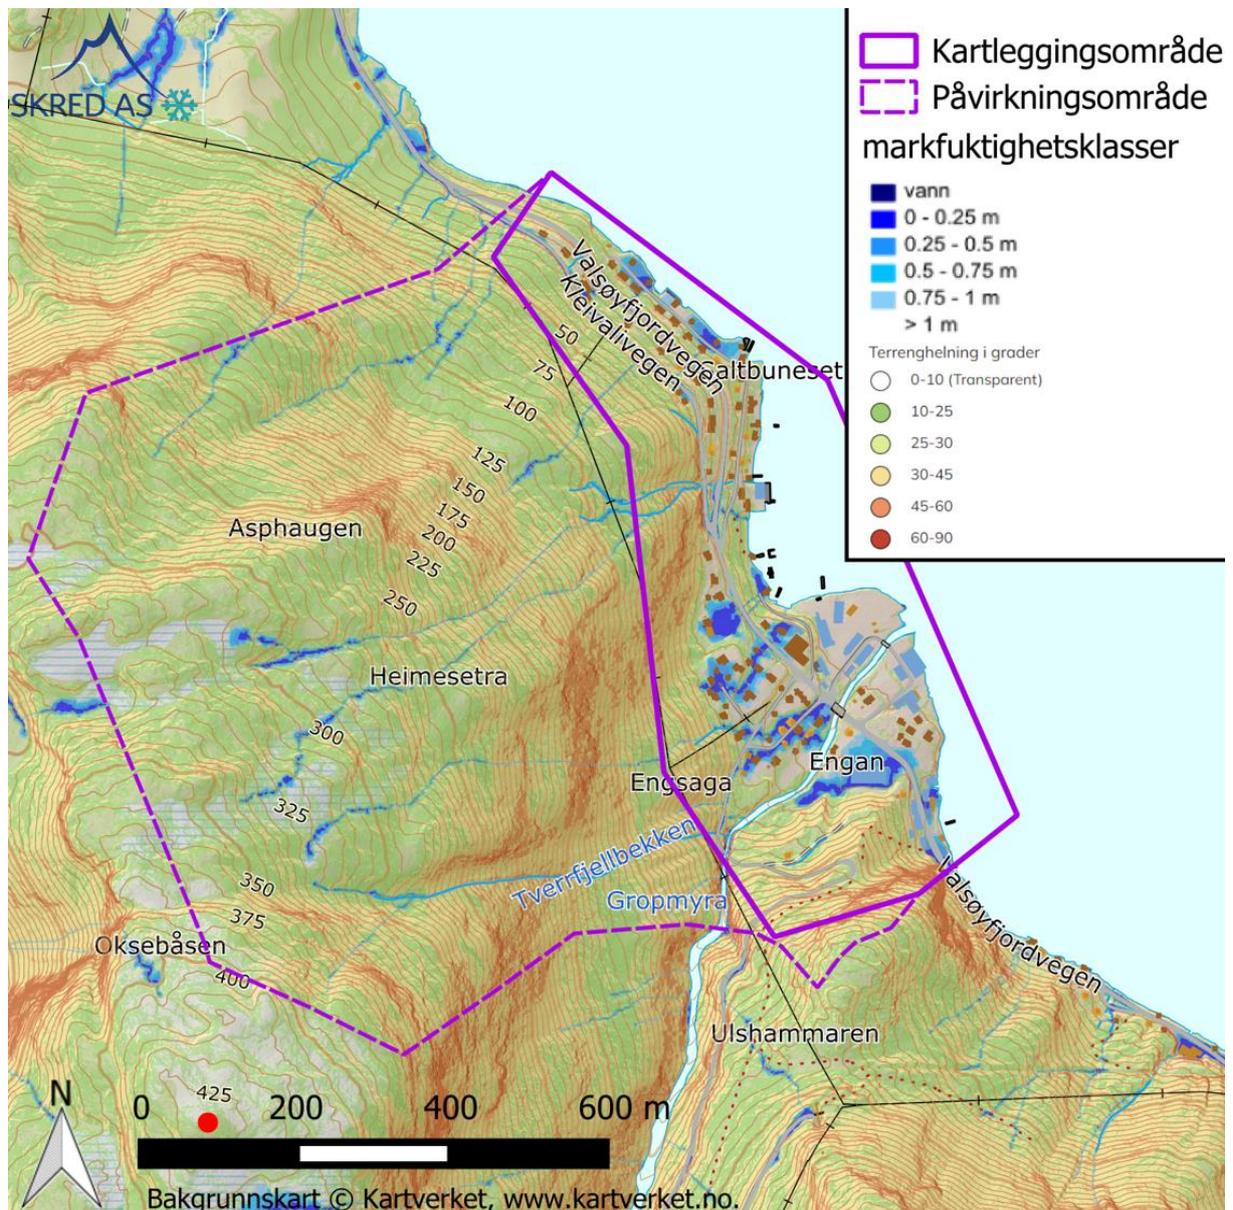 SKRED AS
Kartleggingsområde
Påvirkningsområde
markfuktighetsklasser
vann
0 - 0.25 m
0.25 - 0.5 m
0.5 - 0.75 m
0.75 - 1 m
> 1 m
Terrenghelning i grader
0-10 (Transparent)
10-25
25-30
30-45
45-60
60-90
Valsøyfjordvegen
Kleivalivegen
Galtbuneset
50
75
100
125
150
175
200
225
250
Asphaugen
Heimesetra
300
325
Engsaga
Engan
Tverrfjellbekken
Gropmyra
350
375
Oksebåsen
400
Valsøyfjordvegen
Ulshammaren
425
N
0 200 400 600 m
Bakgrunnskart © Kartverket, www.kartverket.no.